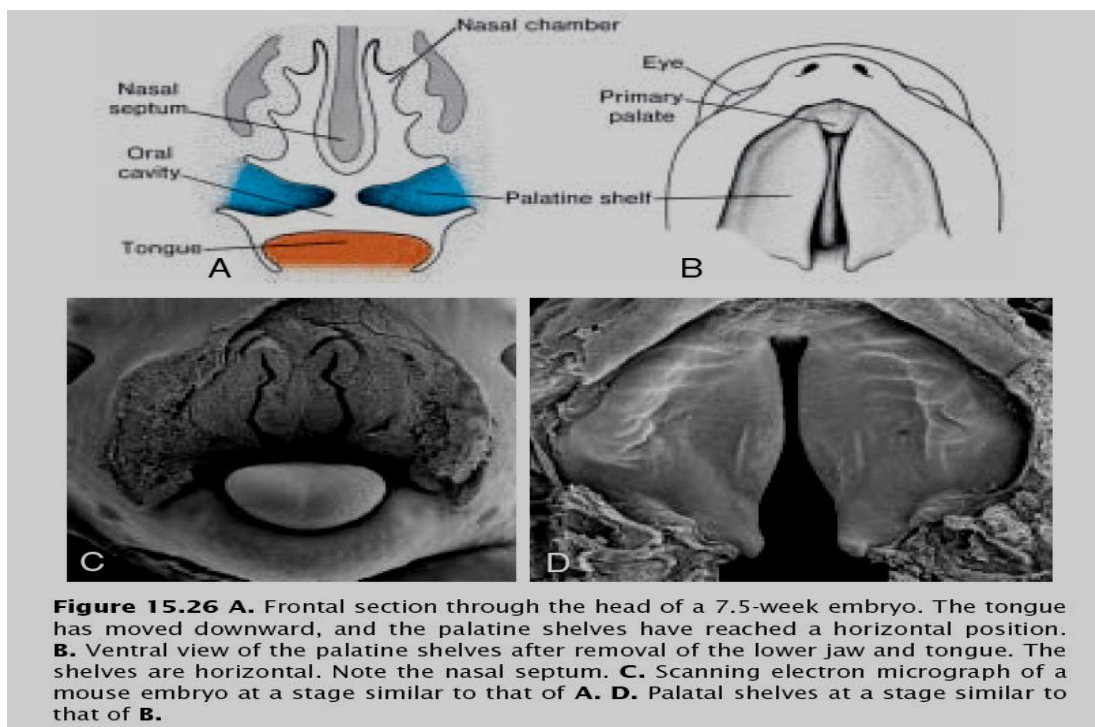 Nasal chamber
Nasal
septum
Oral
cavity
Tongue
A
Eye
Primary
palate
Palatine shelf
B
C
D
Figure 15.26 A. Frontal section through the head of a 7.5-week embryo. The tongue
has moved downward, and the palatine shelves have reached a horizontal position.
B. Ventral view of the palatine shelves after removal of the lower jaw and tongue. The
shelves are horizontal. Note the nasal septum. C. Scanning electron micrograph of a
mouse embryo at a stage similar to that of A. D. Palatal shelves at a stage similar to
that of B.